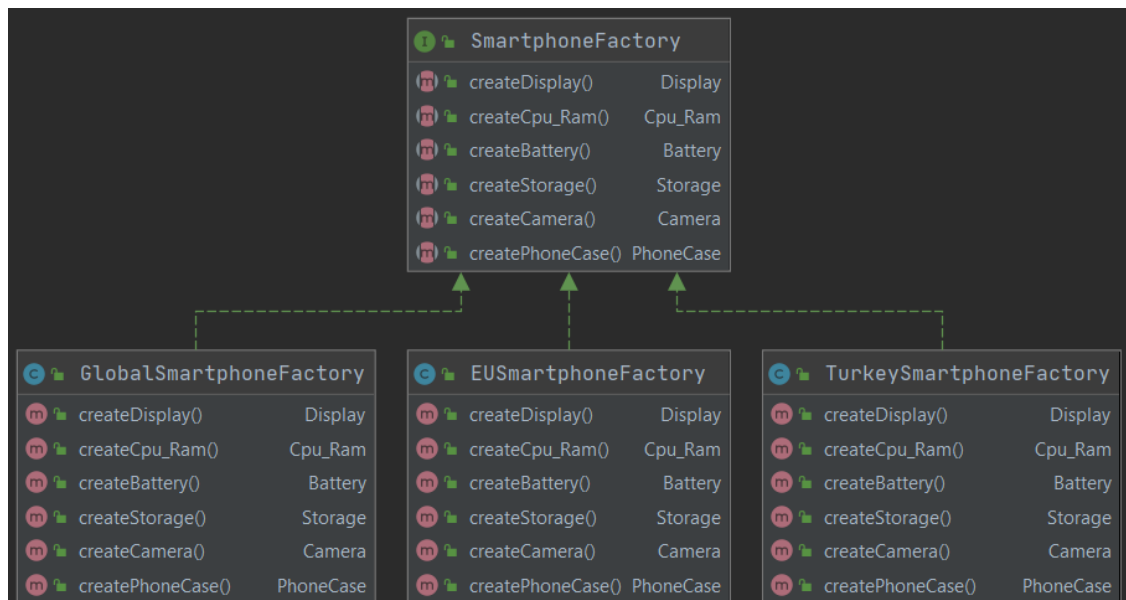 SmartphoneFactory
createDisplay() Display
createCpu_Ram() Cpu_Ram
createBattery() Battery
createStorage() Storage
createCamera() Camera
createPhoneCase() PhoneCase
GlobalSmartphoneFactory
createDisplay() Display
createCpu_Ram() Cpu_Ram
createBattery() Battery
createStorage() Storage
createCamera() Camera
createPhoneCase() PhoneCase
EUSmartphoneFactory
createDisplay() Display
createCpu_Ram() Cpu_Ram
createBattery() Battery
createStorage() Storage
createCamera() Camera
createPhoneCase() PhoneCase
TurkeySmartphoneFactory
createDisplay() Display
createCpu_Ram() Cpu_Ram
createBattery() Battery
createStorage() Storage
createCamera() Camera
createPhoneCase() PhoneCase